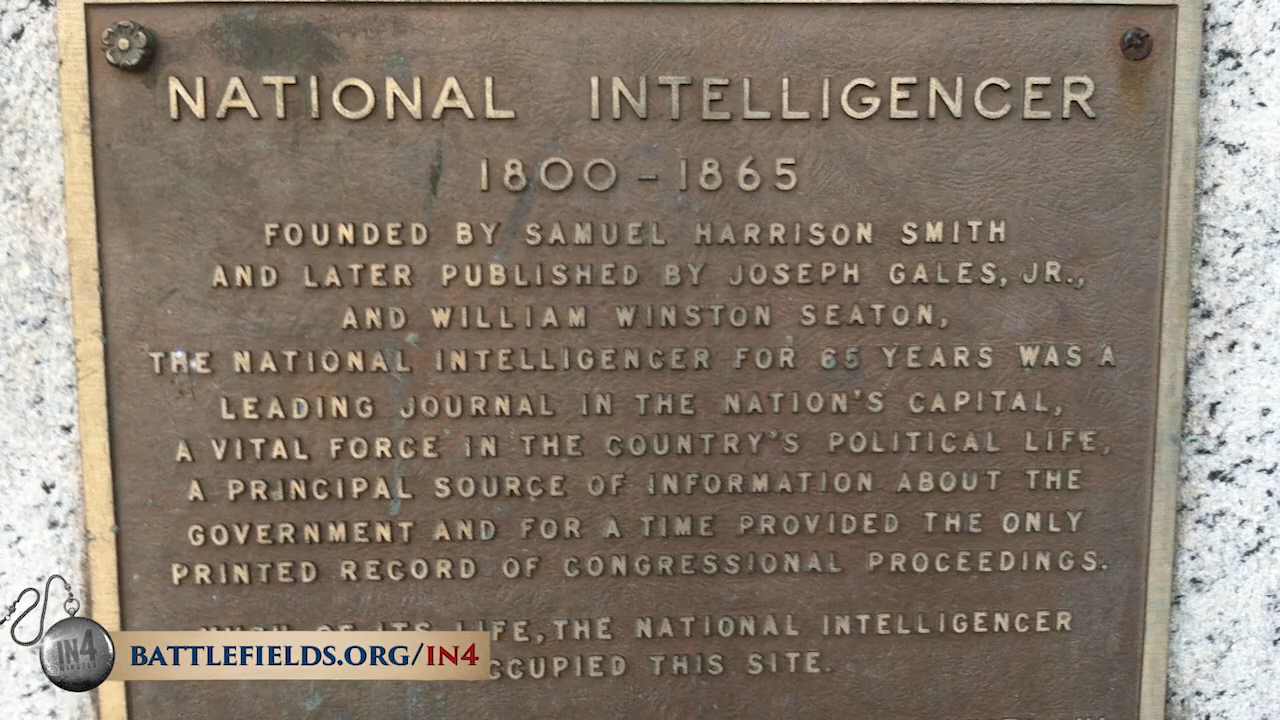 NATIONAL INTELLIGENCER
1800 – 1865
FOUNDED BY SAMUEL HARRISON SMITH
AND LATER PUBLISHED BY JOSEPH GALES, JR.,
AND WILLIAM WINSTON SEATON,
THE NATIONAL INTELLIGENCER FOR 65 YEARS WAS A
LEADING JOURNAL IN THE NATION'S CAPITAL,
A VITAL FORCE IN THE COUNTRY'S POLITICAL LIFE,
A PRINCIPAL SOURCE OF INFORMATION ABOUT THE
GOVERNMENT AND FOR A TIME PROVIDED THE ONLY
PRINTED RECORD OF CONGRESSIONAL PROCEEDINGS.
OF ITS LIFE, THE NATIONAL INTELLIGENCER
CCUPIED THIS SITE.
IN4
BATTLEFIELDS.ORG/IN4